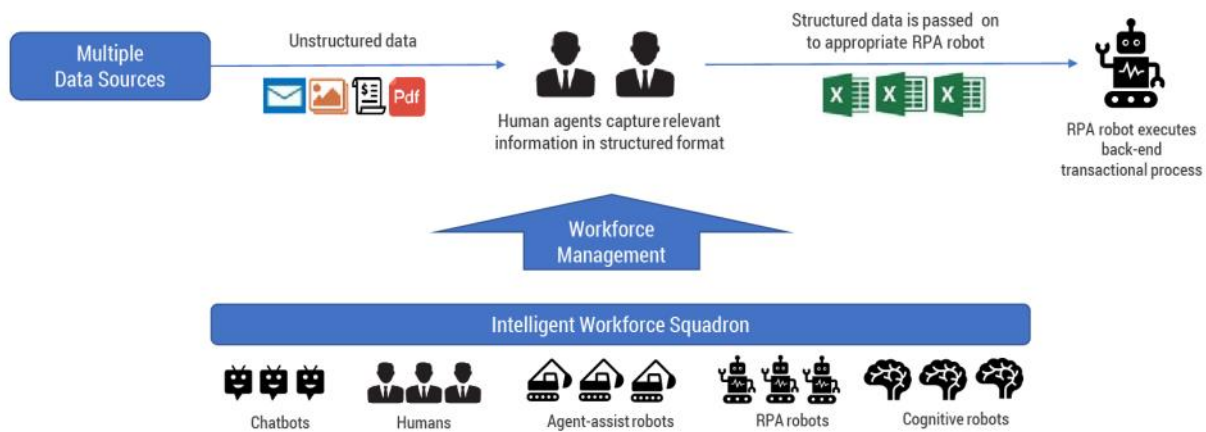 Multiple
Data Sources
Unstructured data
Pdf
Human agents capture relevant
information in structured format
Structured data is passed on
to appropriate RPA robot
X
X
X
RPA robot executes
back-end
transactional process
Workforce
Management
Intelligent Workforce Squadron
Chatbots
Humans
Agent-assist robots
RPA robots
Cognitive robots